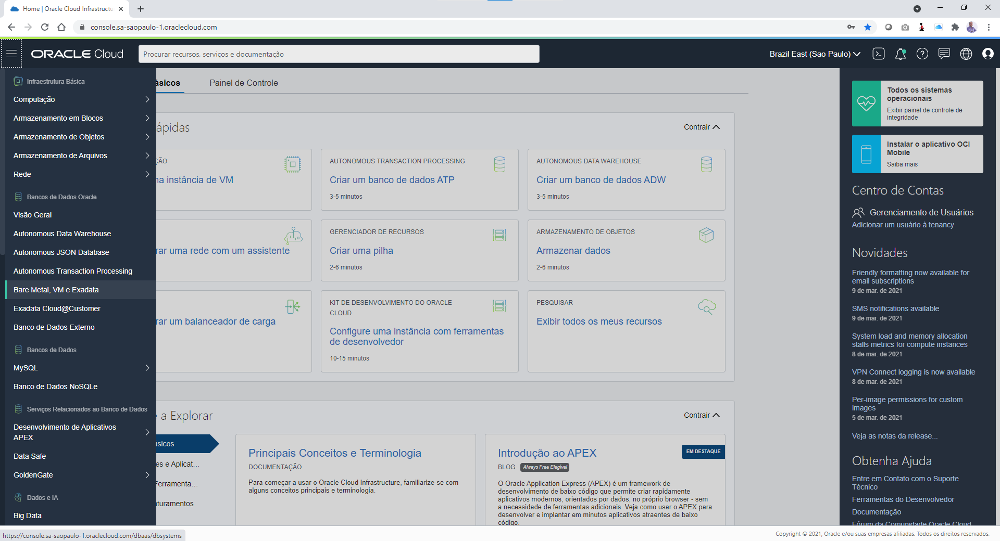 Home | Oracle Cloud Infrastructu
console.sa-saopaulo-1.oraclecloud.com
ORACLE Cloud
Procurar recursos, serviços e documentação
Brazil East (Sao Paulo)
Infraestrutura Básica
Computação
Armazenamento em Blocos
Armazenamento de Objetos
Armazenamento de Arquivos
Rede
Bancos de Dados Oracle
Visão Geral
Autonomous Data Warehouse
Autonomous JSON Database
Autonomous Transaction Processing
Bare Metal, VM e Exadata
Exadata Cloud@Customer
Banco de Dados Externo
Bancos de Dados
MySQL
Banco de Dados NoSQLe
Serviços Relacionados ao Banco de Dados
Desenvolvimento de Aplicativos
APEX
Data Safe
GoldenGate
Dados e IA
Big Data
https://console.sa-saopaulo-1.oraclecloud.com/dbaas/dbsystems
ásicos
Painel de Controle
ápidas
Contrair
ÇÃO
na instância de VM
AUTONOMOUS TRANSACTION PROCESSING
Criar um banco de dados ATP
3-5 minutos
AUTONOMOUS DATA WAREHOUSE
Criar um banco de dados ADW
3-5 minutos
rar uma rede com um assistente
GERENCIADOR DE RECURSOS
Criar uma pilha
2-6 minutos
ARMAZENAMENTO DE OBJETOS
Armazenar dados
2-6 minutos
rar um balanceador de carga
KIT DE DESENVOLVIMENTO DO ORACLE
CLOUD
Configure uma instância com ferramentas
de desenvolvedor
10-15 minutos
PESQUISAR
Exibir todos os meus recursos
e a Explorar
Contrair
ásicos
es e Aplicat...
Ferramenta...
aturamentos
Principais Conceitos e Terminologia
DOCUMENTAÇÃO
Para começar a usar o Oracle Cloud Infrastructure, familiarize-se com
alguns conceitos principais e terminologia.
Introdução ao APEX
EM DESTAQUE
BLOG Always Free Elegível
O Oracle Application Express (APEX) é um framework de
desenvolvimento de baixo código que permite criar rapidamente
aplicativos modernos, orientados por dados, no próprio browser - sem
a necessidade de ferramentas adicionais. Veja como usar o APEX para
desenvolver e implantar em minutos aplicativos atraentes de baixo
código.
Todos os sistemas
operacionais
Exibir painel de controle de
integridade
Instalar o aplicativo OCI
Mobile
Saiba mais
Centro de Contas
Gerenciamento de Usuários
Adicionar um usuário à tenancy
Novidades
Friendly formatting now available for
email subscriptions
9 de mar. de 2021
SMS notifications available
9 de mar. de 2021
System load and memory allocation
stalls metrics for compute instances
8 de mar. de 2021
VPN Connect logging is now available
8 de mar. de 2021
Per-image permissions for custom
images
5 de mar. de 2021
Veja as notas da release...
Obtenha Ajuda
Entre em Contato com o Suporte
Técnico
Ferramentas do Desenvolvedor
Documentação
Fórum da Comunidade Oracle Cloud
Copyright © 2021, Oracle e/ou suas empresas afiliadas. Todos os direitos reservados.